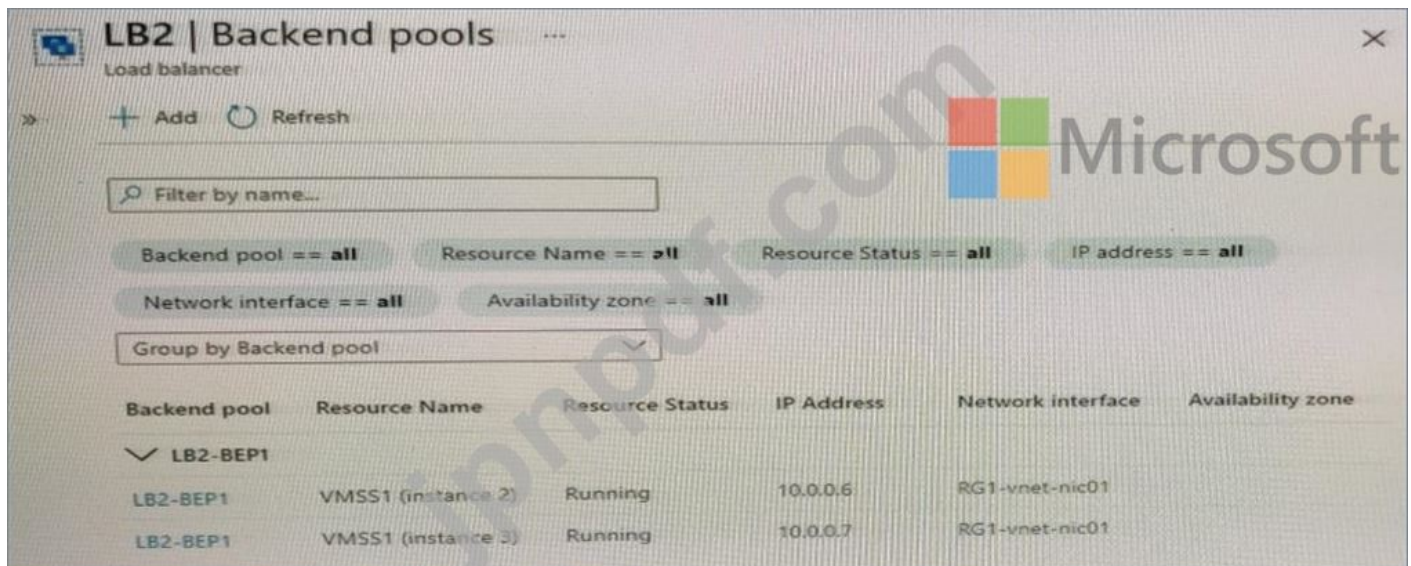 LB2 | Backend pools ...
Load balancer
Microsoft
Add Refresh
Filter by name...
Backend pool == all Resource Name == all Resource Status == all IP address == all
Network interface == all Availability zone == all
Group by Backend pool
Backend pool Resource Name Resource Status IP Address Network interface Availability zone
LB2-BEP1
LB2-BEP1 VMSS1 (instance 2) Running 10.0.0.6 RG1-vnet-nic01
LB2-BEP1 VMSS1 (instance 3) Running 10.0.0.7 RG1-vnet-nic01
jpnpdf.com